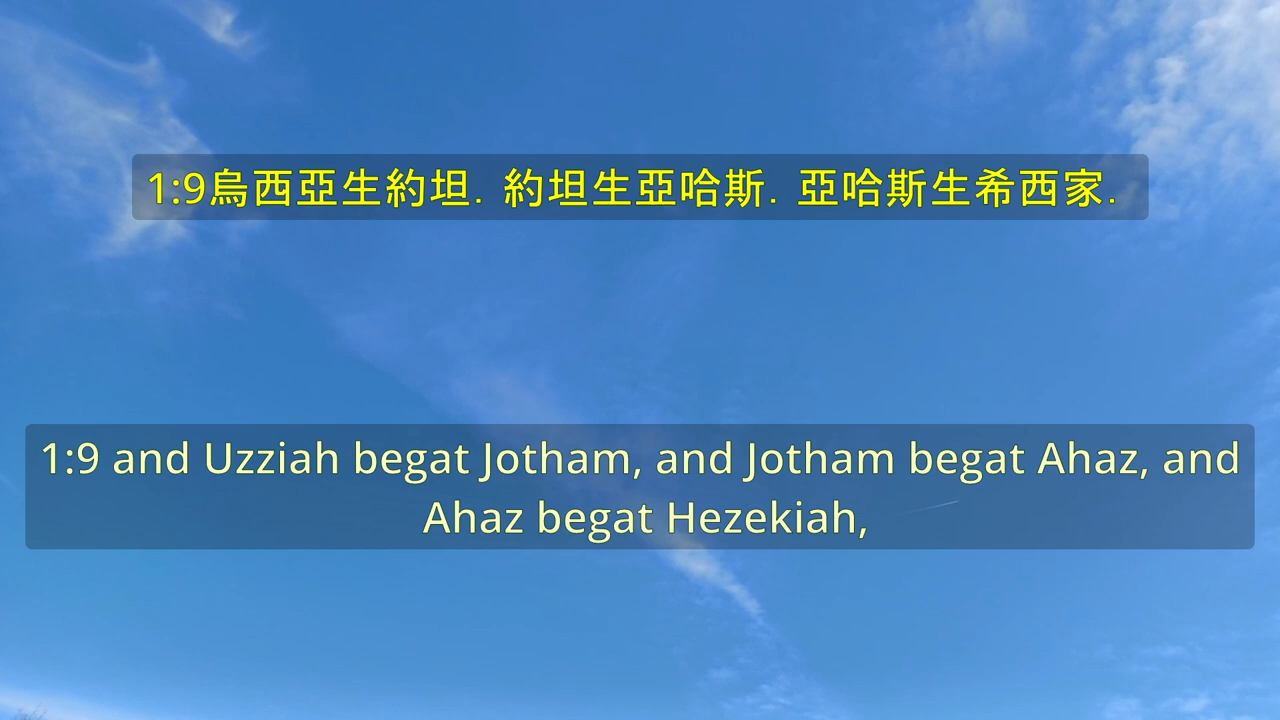 1:9烏西亞生約坦. 約坦生亞哈斯. 亞哈斯生希西家.
1:9 and Uzziah begat Jotham, and Jotham begat Ahaz, and
Ahaz begat Hezekiah,